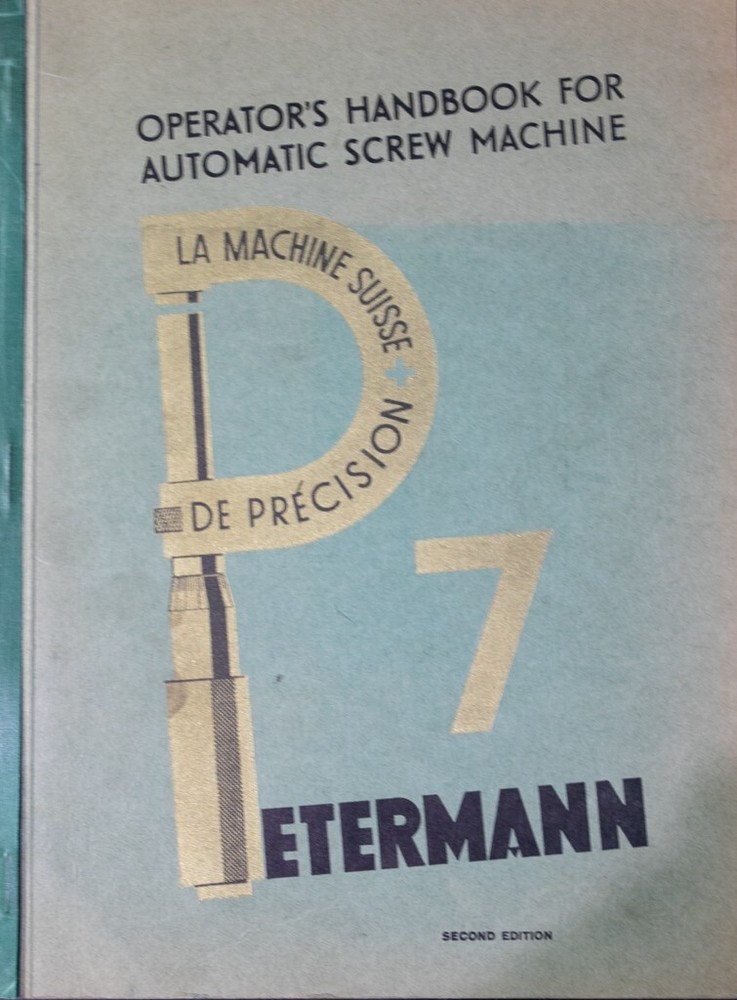 OPERATOR'S HANDBOOK FOR
AUTOMATIC SCREW MACHINE
LA MACHINE SUISSE
DE PRÉCISION
7
PETERMANN
SECOND EDITION